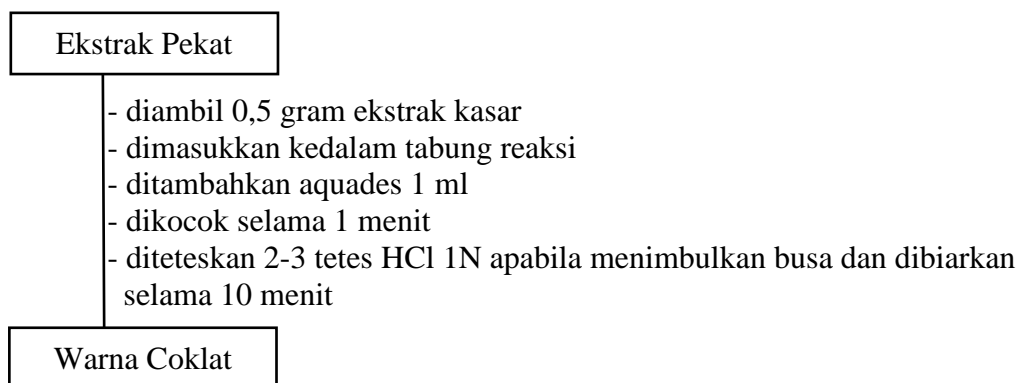 Ekstrak Pekat
- diambil 0,5 gram ekstrak kasar
- dimasukkan kedalam tabung reaksi
- ditambahkan aquades 1 ml
- dikocok selama 1 menit
- diteteskan 2-3 tetes HCl 1N apabila menimbulkan busa dan dibiarkan
selama 10 menit
Warna Coklat